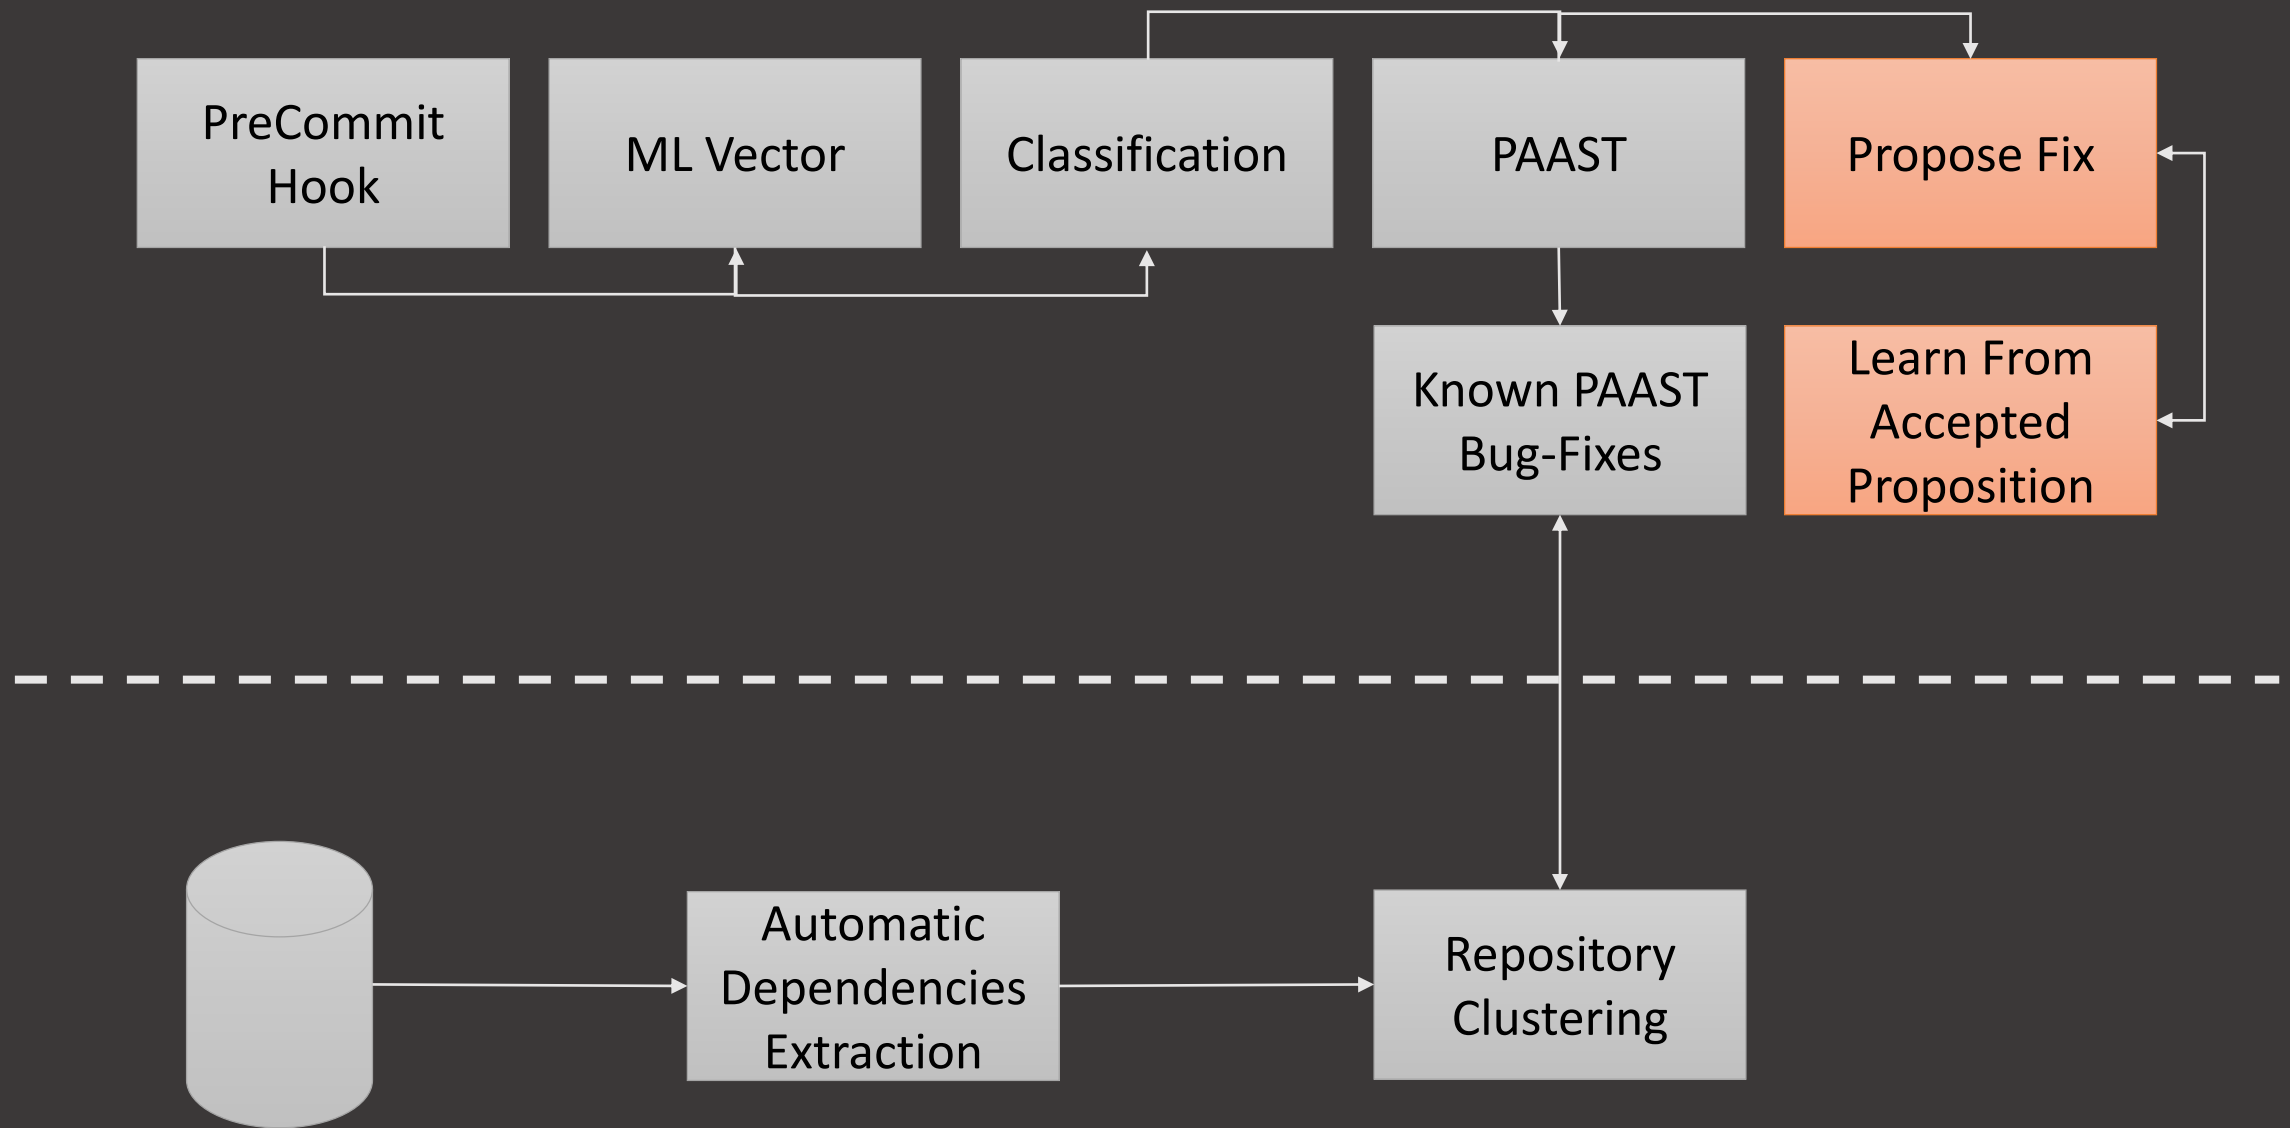 PreCommit
Hook
ML Vector
Classification
PAAST
Propose Fix
Known PAAST
Bug-Fixes
Learn From
Accepted
Proposition
Automatic
Dependencies
Extraction
Repository
Clustering